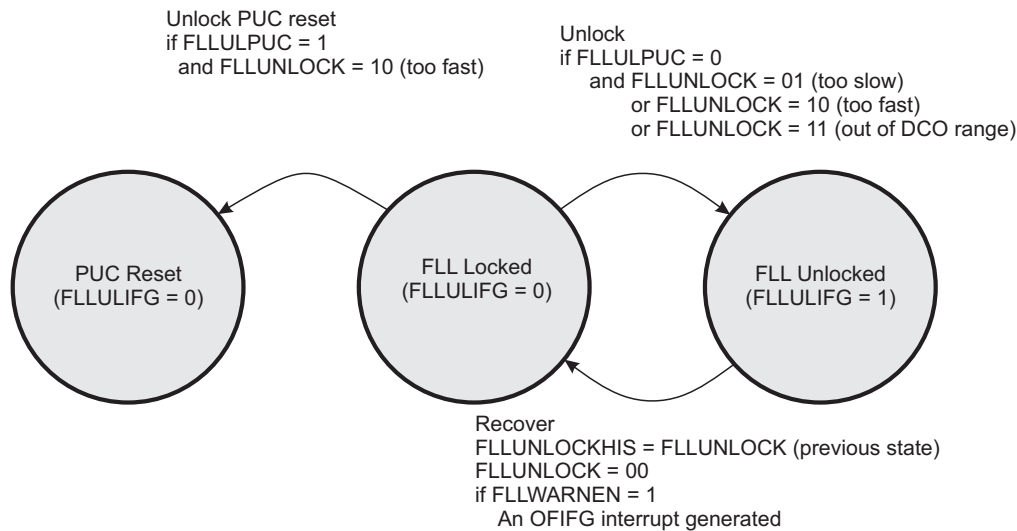 Unlock PUC reset
if FLLULPUC = 1
and FLLUNLOCK = 10 (too fast)
Unlock
if FLLULPUC = 0
and FLLUNLOCK = 01 (too slow)
or FLLUNLOCK = 10 (too fast)
or FLLUNLOCK = 11 (out of DCO range)
PUC Reset
(FLLULIFG = 0)
FLL Locked
(FLLULIFG = 0)
FLL Unlocked
(FLLULIFG = 1)
Recover
FLLUNLOCKHIS = FLLUNLOCK (previous state)
FLLUNLOCK = 00
if FLLWARNEN = 1
An OFIFG interrupt generated